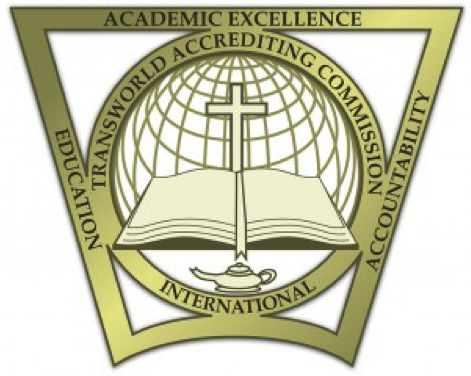 ACADEMIC EXCELLENCE
TRANSWORLD ACCREDITING COMMISSION
INTERNATIONAL
EDUCATION
ACCOUNTABILITY